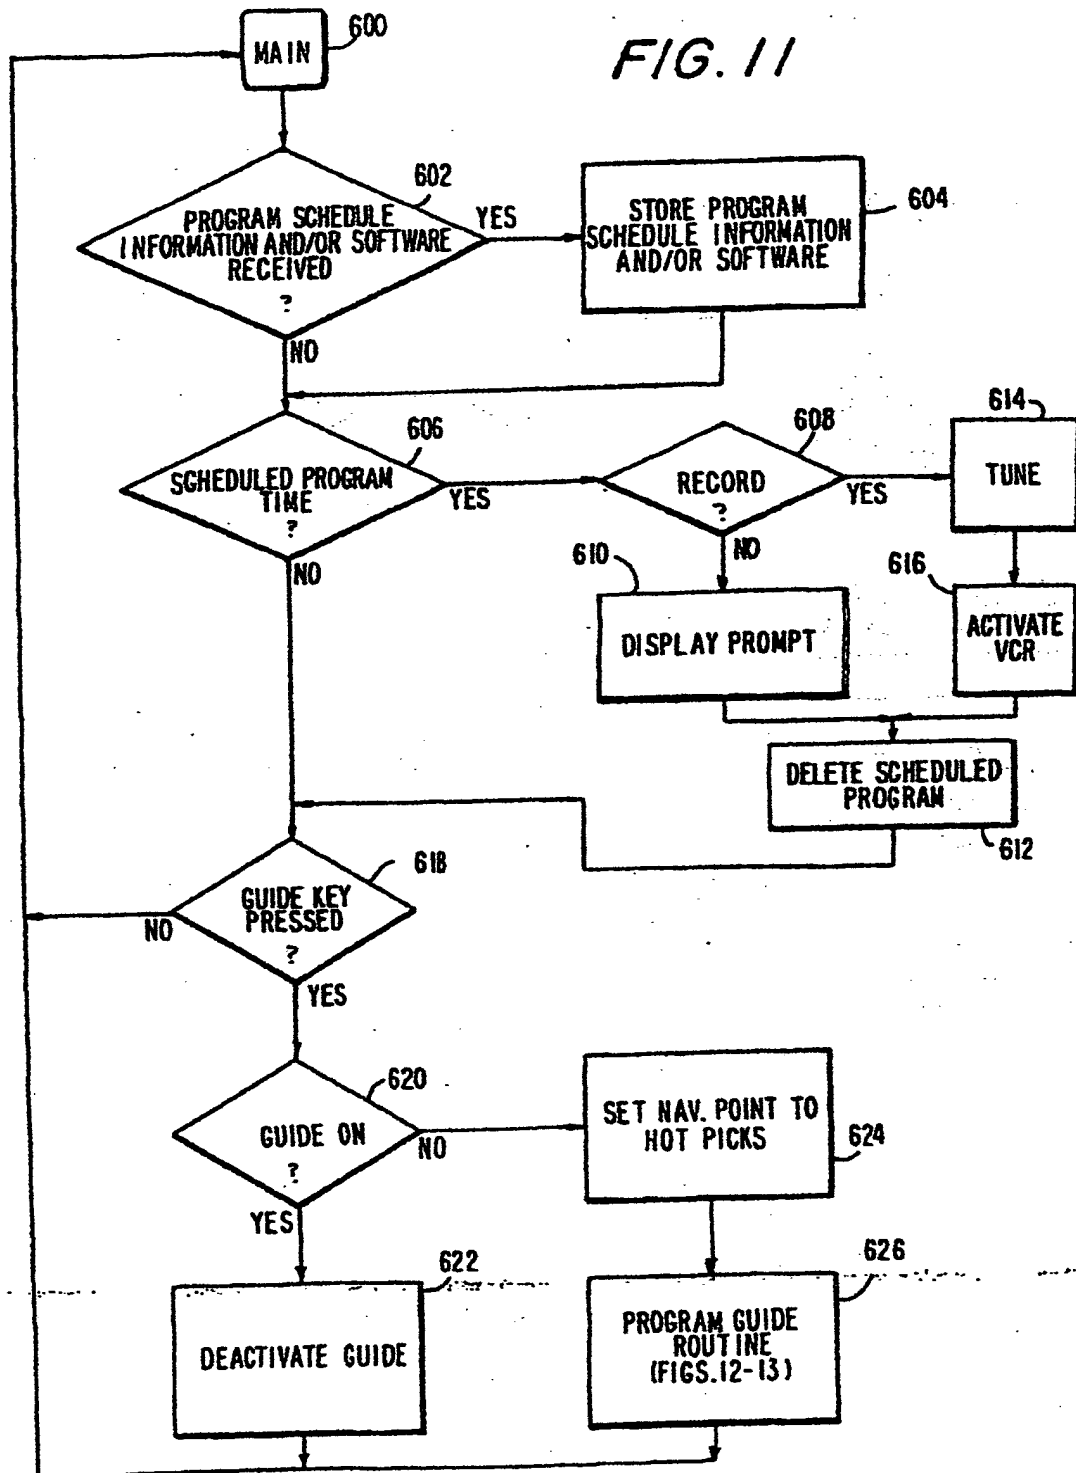 600
MAIN
FIG. 11
602
PROGRAM SCHEDULE
INFORMATION AND/OR SOFTWARE
RECEIVED
?
YES
NO
604
STORE PROGRAM
SCHEDULE INFORMATION
AND/OR SOFTWARE
606
SCHEDULED PROGRAM
TIME
?
YES
NO
608
RECORD
?
YES
NO
614
TUNE
610
DISPLAY PROMPT
616
ACTIVATE
VCR
DELETE SCHEDULED
PROGRAM
612
618
GUIDE KEY
PRESSED
?
NO
YES
620
GUIDE ON
?
NO
YES
SET NAV. POINT TO
HOT PICKS
624
622
DEACTIVATE GUIDE
626
PROGRAM GUIDE
ROUTINE
(FIGS.12-13)